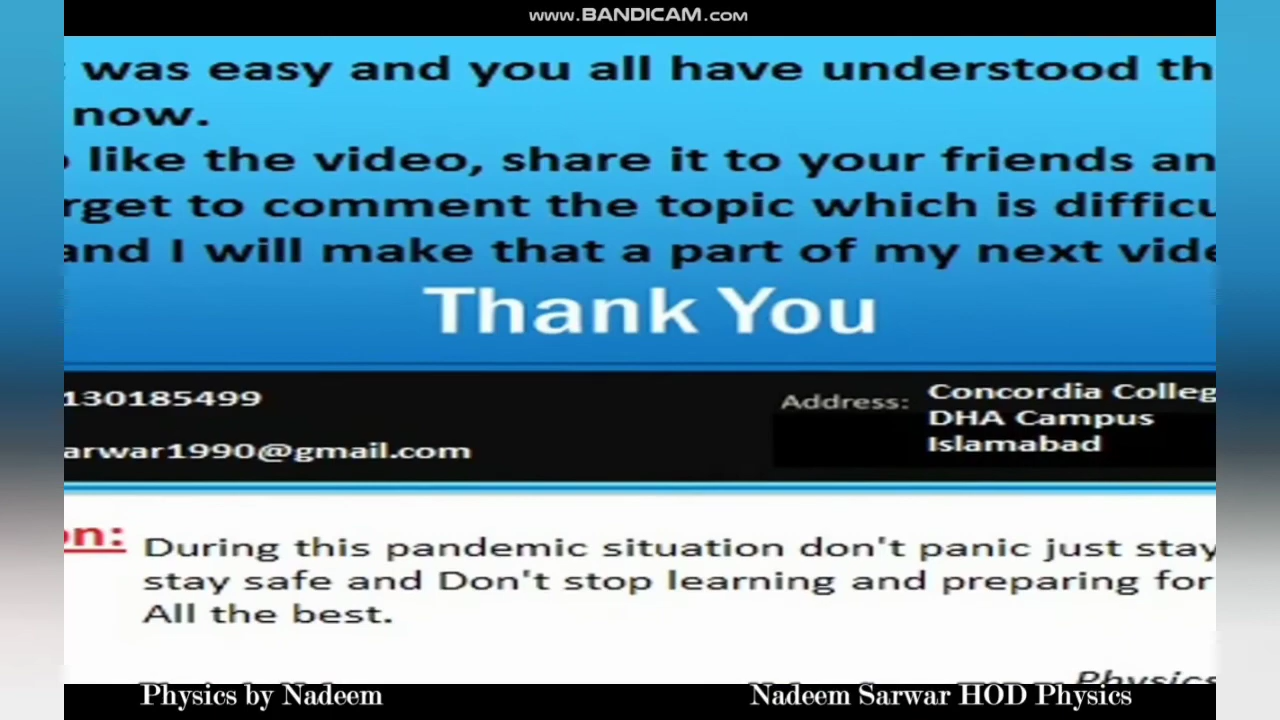 www.BANDICAM.com
was easy and you all have understood th
now.
like the video, share it to your friends an
rget to comment the topic which is difficu
and I will make that a part of my next vide
Thank You
130185499
Address: Concordia Colleg
DHA Campus
arwar1990@gmail.com
Islamabad
on:
During this pandemic situation don't panic just stay
stay safe and Don't stop learning and preparing for
All the best.
Physics
Physics by Nadeem
Nadeem Sarwar HOD Physics